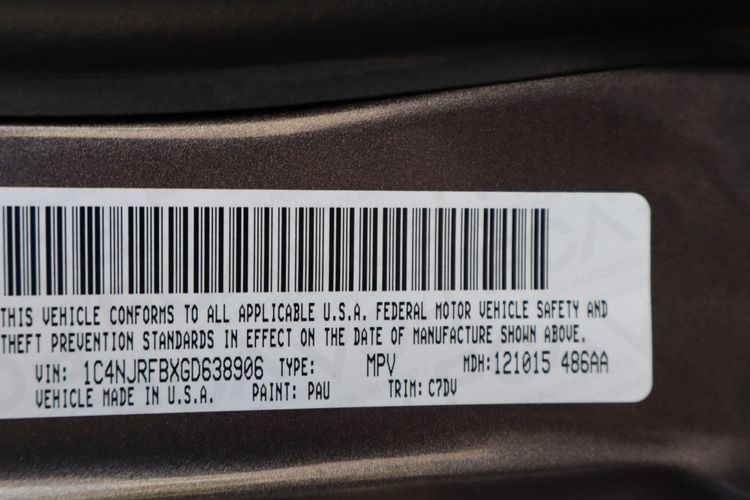 THIS VEHICLE CONFORMS TO ALL APPLICABLE U.S.A. FEDERAL MOTOR VEHICLE SAFETY AND
THEFT PREVENTION STANDARDS IN EFFECT ON THE DATE OF MANUFACTURE SHOWN ABOVE.
VIN: 1C4NJRFBXGD638906 TYPE: MPV MDH:121015 486AA
VEHICLE MADE IN U.S.A. PAINT: PAU TRIM: C7DV